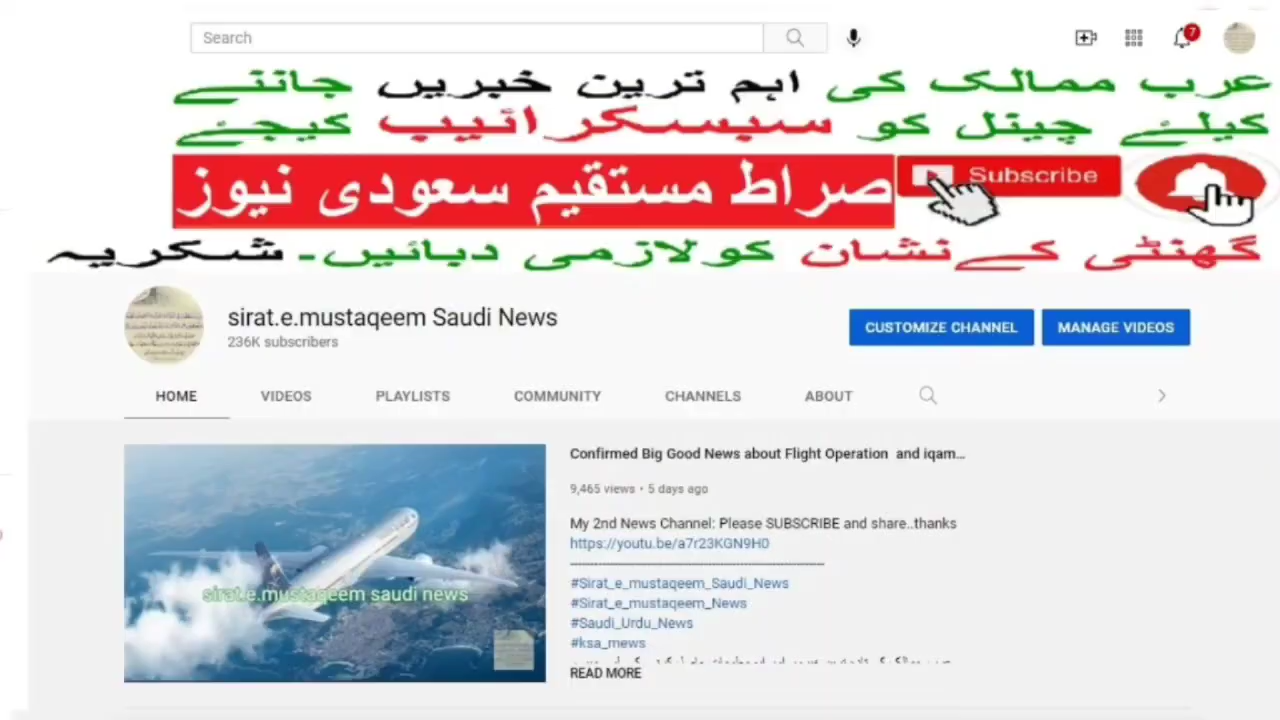 Search
7
عرب ممالک کی اہم ترین خبریں جاننے
کیلئے چینل کو سبسکرائیب کیجئے
صراط مستقیم سعودی نیوز
Subscribe
گھنٹی کے نشان کو لازمی دبائیں۔ شکریہ
sirat.e.mustaqeem Saudi News
236K subscribers
CUSTOMIZE CHANNEL
MANAGE VIDEOS
HOME VIDEOS PLAYLISTS COMMUNITY CHANNELS ABOUT
sirat.e.mustaqeem saudi news
Confirmed Big Good News about Flight Operation and iqam...
9,465 views • 5 days ago
My 2nd News Channel: Please SUBSCRIBE and share..thanks
https://youtu.be/a7r23KGN9H0
--------------------------------------------------------------
#Sirat_e_mustaqeem_Saudi_News
#Sirat_e_mustaqeem_News
#Saudi_Urdu_News
#ksa_mews
READ MORE